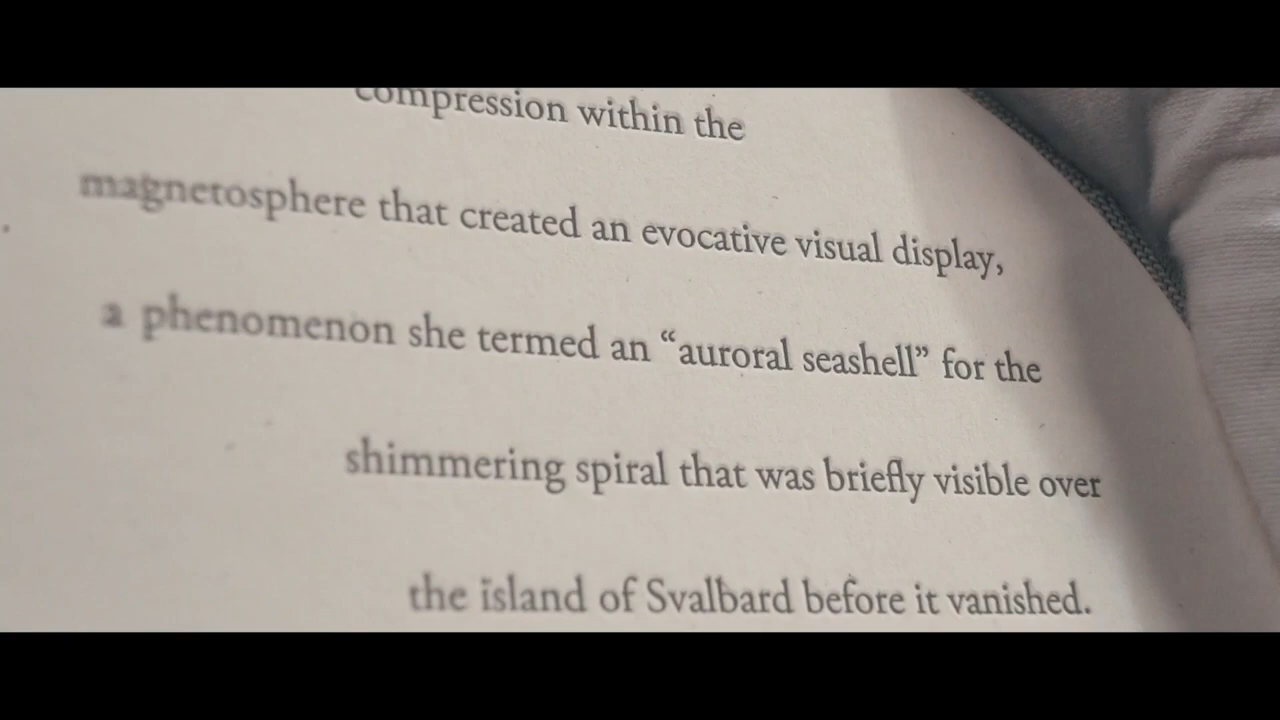 compression within the
magnetosphere that created an evocative visual display,
a phenomenon she termed an “auroral seashell” for the
shimmering spiral that was briefly visible over
the island of Svalbard before it vanished.